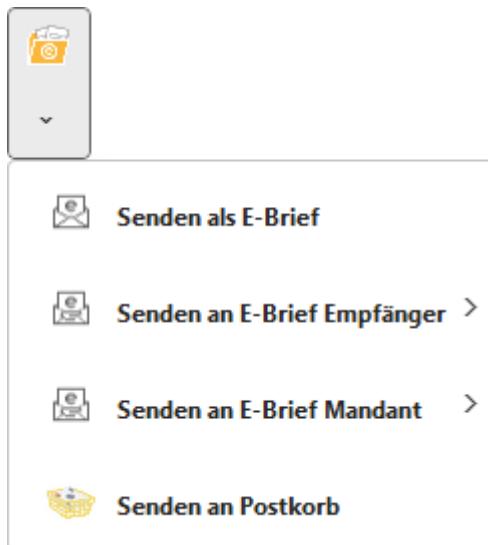 Senden als E-Brief
Senden an E-Brief Empfänger
Senden an E-Brief Mandant
Senden an Postkorb